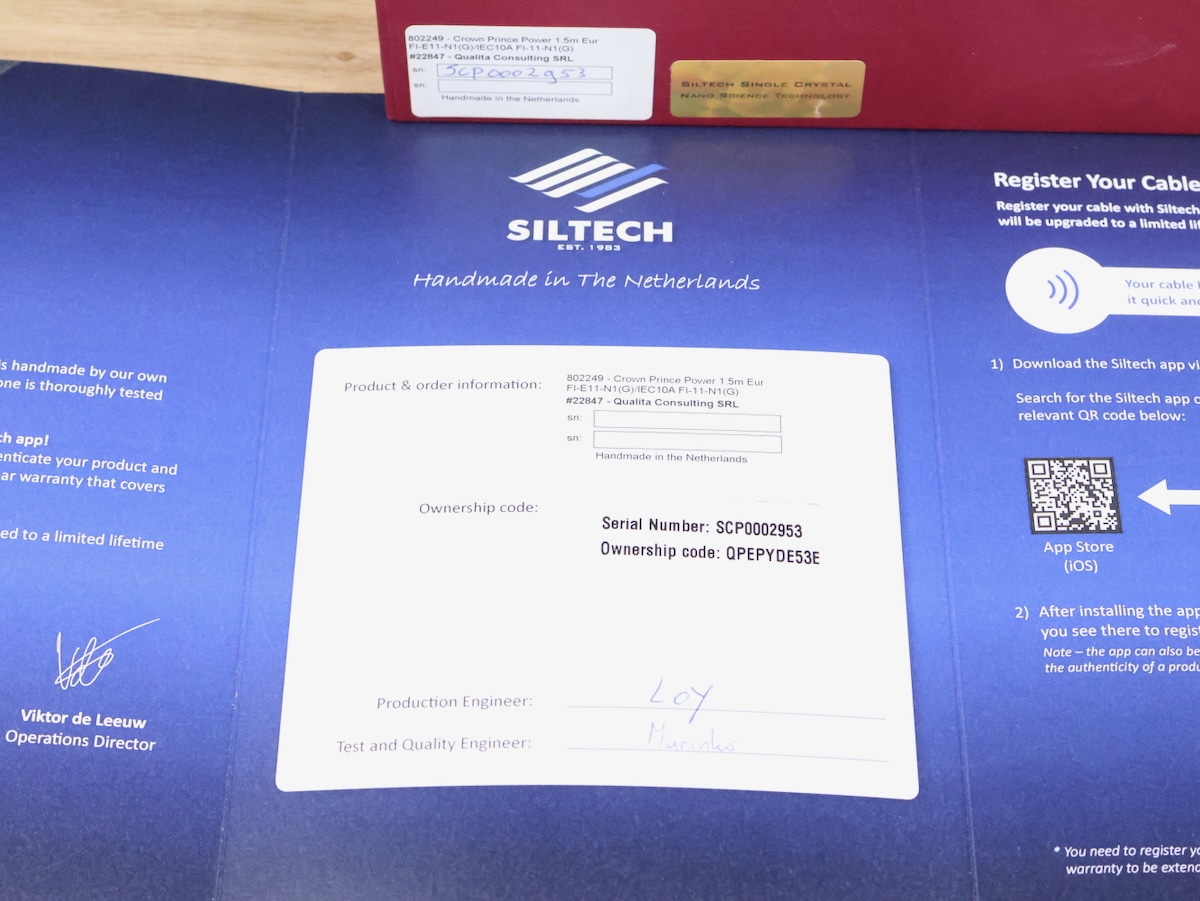 802249 - Crown Prince Power 1.5m Eur
FI-E11-N1(G)/IEC10A FI-11-N1(G)
#22847 - Qualita Consulting SRL
sn: SCP0002953
sn:
Handmade in the Netherlands
SILTECH SINGLE CRYSTAL
NANO SCIENCE TECHNOLOGY
SILTECH
EST. 1983
Handmade in The Netherlands
is handmade by our own
one is thoroughly tested
ch app!
enticate your product and
ar warranty that covers
ed to a limited lifetime
Viktor de Leeuw
Operations Director
Product & order information:
802249 - Crown Prince Power 1.5m Eur
FI-E11-N1(G)/IEC10A FI-11-N1(G)
#22847 - Qualita Consulting SRL
sn:
sn:
Handmade in the Netherlands
Ownership code:
Serial Number: SCP0002953
Ownership code: QPEPYDE53E
Production Engineer: Loy
Test and Quality Engineer:
Register Your Cable
Register your cable with Siltech
will be upgraded to a limited li
Your cable
it quick and
1) Download the Siltech app vi
Search for the Siltech app o
relevant QR code below:
App Store
(iOS)
2) After installing the app
you see there to regist
Note – the app can also be
the authenticity of a produ
* You need to register yo
warranty to be extend